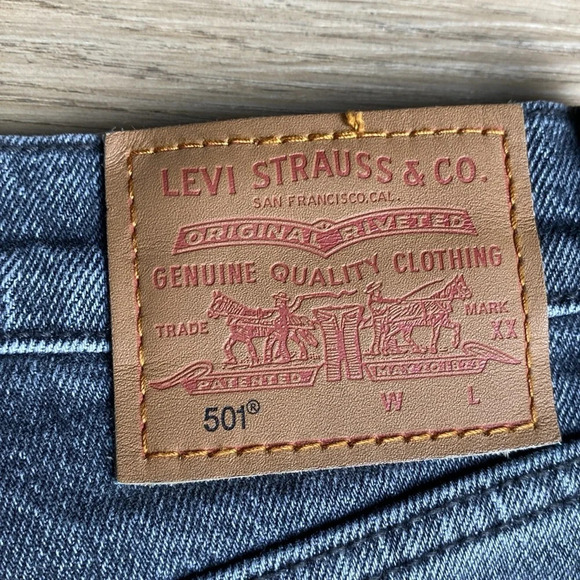 LEVI STRAUSS & CO.
SAN FRANCISCO, CAL.
ORIGINAL RIVETED
GENUINE QUALITY CLOTHING
TRADE MARK
XX
PATENTED MAY 20 1873
501® W L